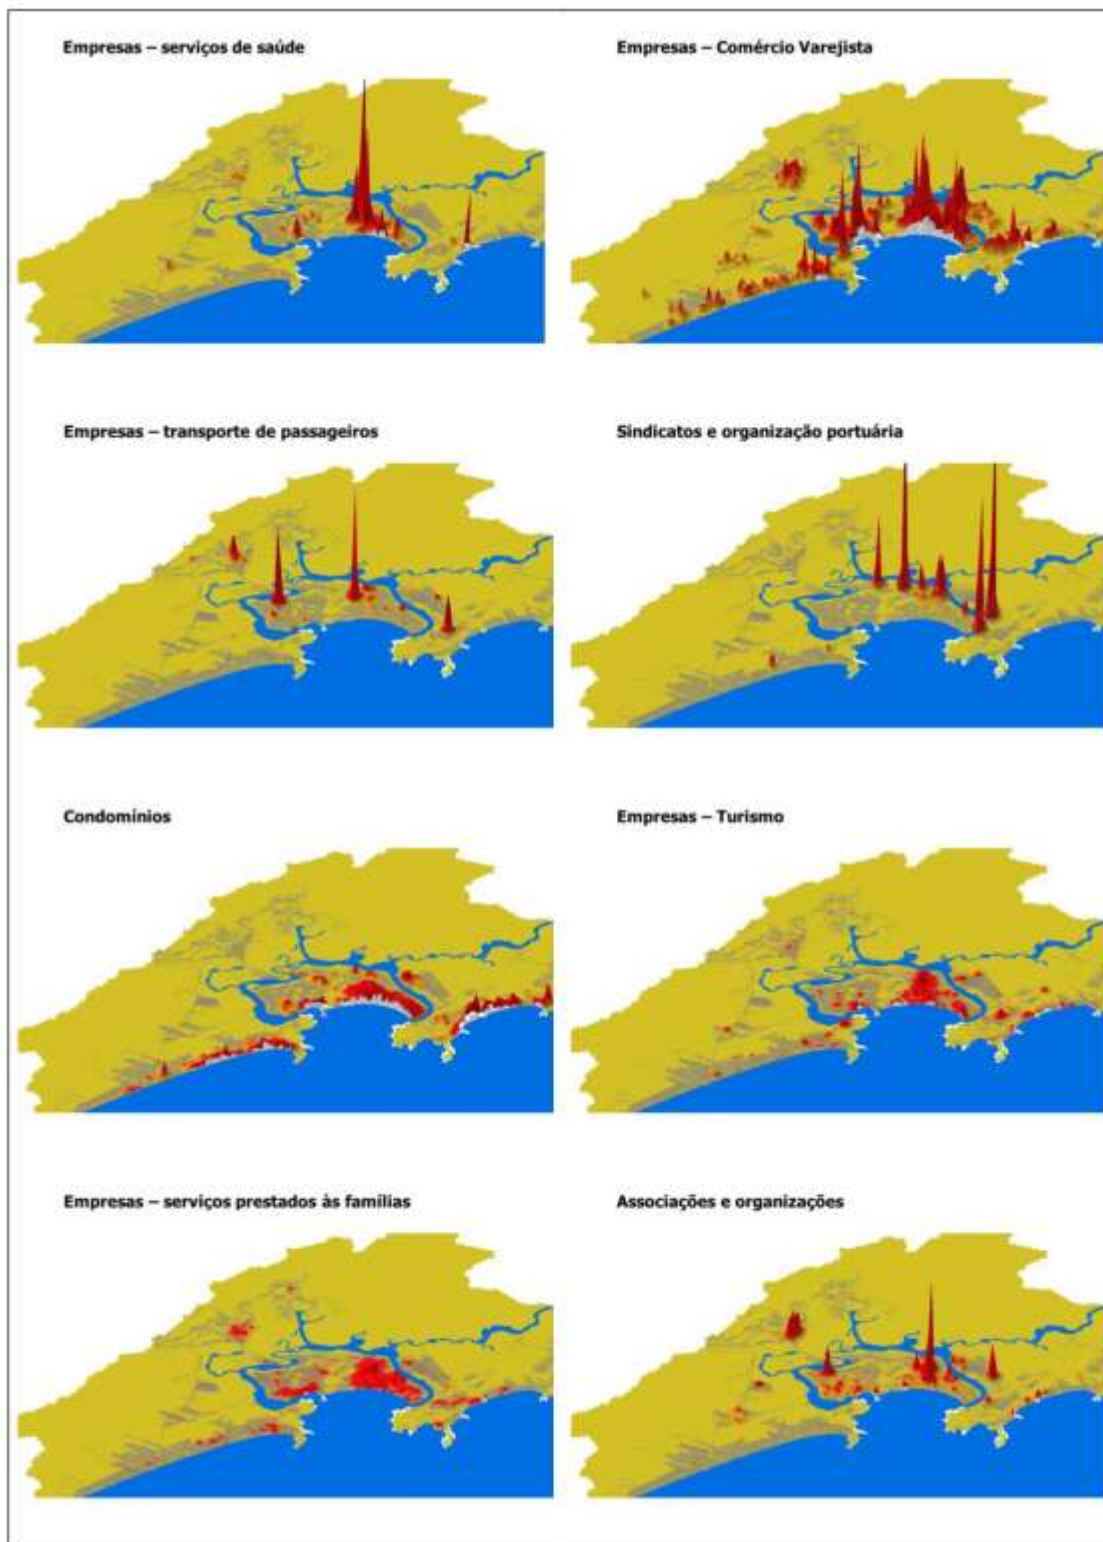 Empresas – serviços de saúde
Empresas – Comércio Varejista
Empresas – transporte de passageiros
Sindicatos e organização portuária
Condomínios
Empresas – Turismo
Empresas – serviços prestados às famílias
Associações e organizações